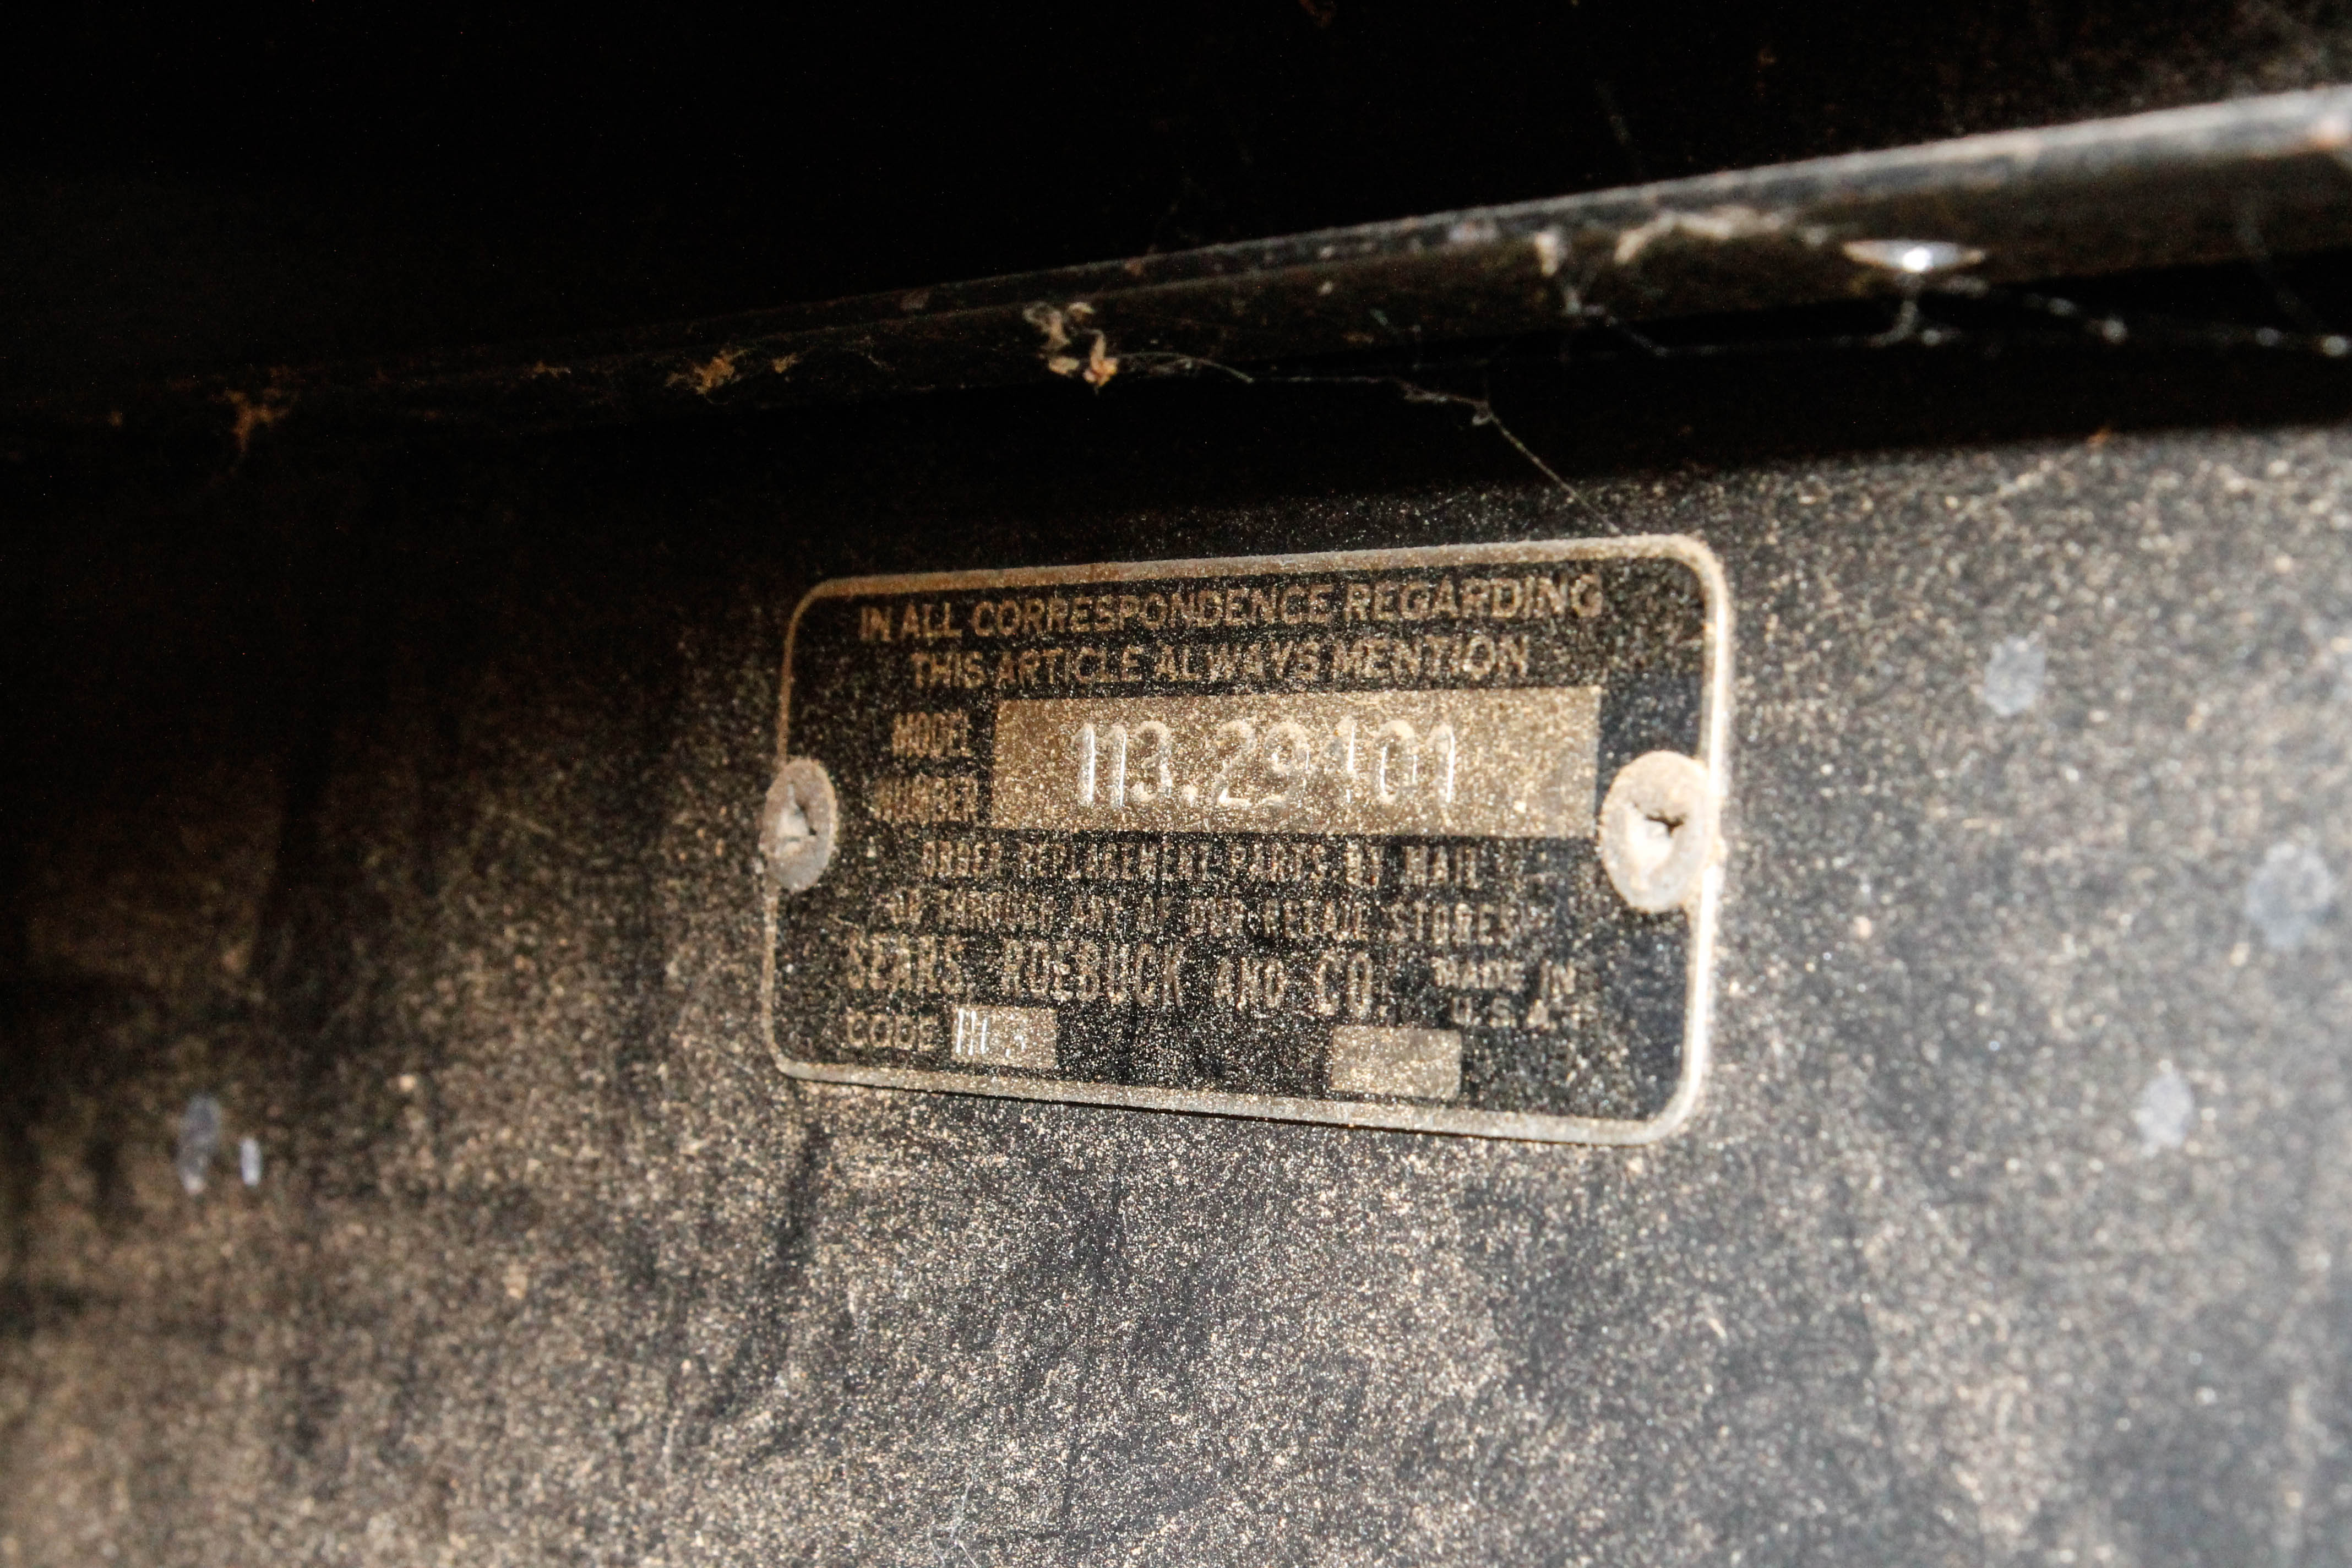 IN ALL CORRESPONDENCE REGARDING
THIS ARTICLE ALWAYS MENTION
MODEL
NUMBER
113.29401
ORDER REPLACEMENT PARTS BY MAIL
OR THROUGH ANY OF OUR RETAIL STORES
SEARS, ROEBUCK AND CO. MADE IN
U.S.A.
CODE